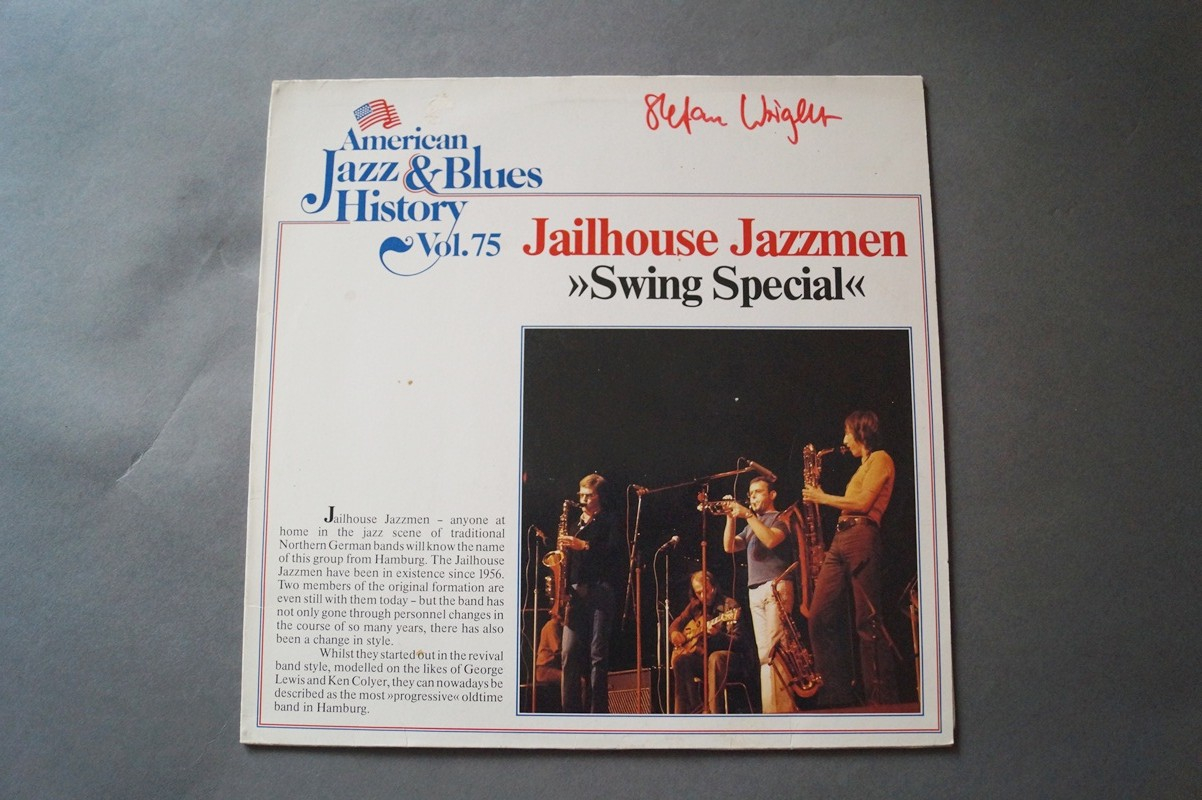 Stefan Wright
American
Jazz & Blues
History
Vol. 75
Jailhouse Jazzmen
»Swing Special«
Jailhouse Jazzmen – anyone at
home in the jazz scene of traditional
Northern German bands will know the name
of this group from Hamburg. The Jailhouse
Jazzmen have been in existence since 1956.
Two members of the original formation are
even still with them today – but the band has
not only gone through personnel changes in
the course of so many years, there has also
been a change in style.
Whilst they started out in the revival
band style, modelled on the likes of George
Lewis and Ken Colyer, they can nowadays be
described as the most »progressive« oldtime
band in Hamburg.